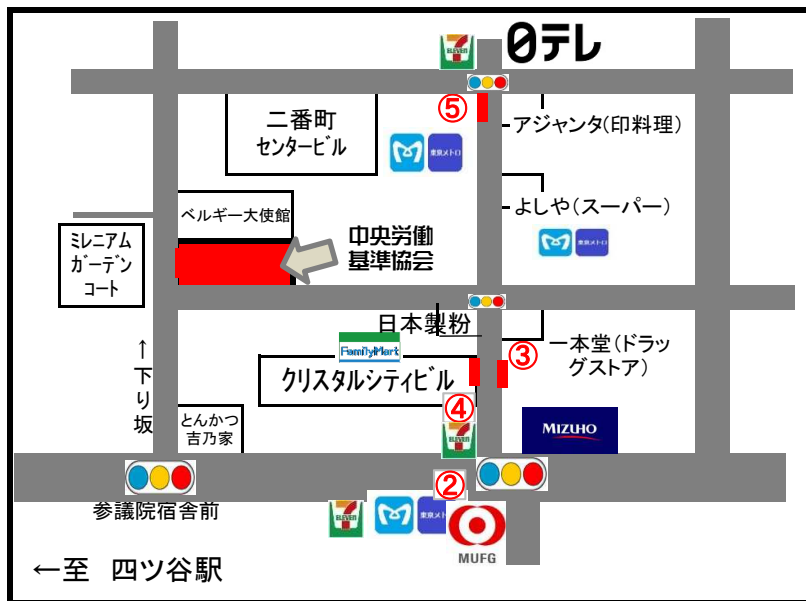 日テレ
⑤
二番町
センタービル
東京メトロ
アジャンタ(印料理)
ベルギー大使館
よしや(スーパー)
東京メトロ
ミレニアム
ガーデン
コート
中央労働
基準協会
日本製粉
FamilyMart
③
一本堂(ドラッ
グストア)
↑下り坂
クリスタルシティビル
④
とんかつ
吉乃家
ELEVEN
MIZUHO
②
参議院宿舎前
ELEVEN
東京メトロ
MUFG
←至 四ツ谷駅